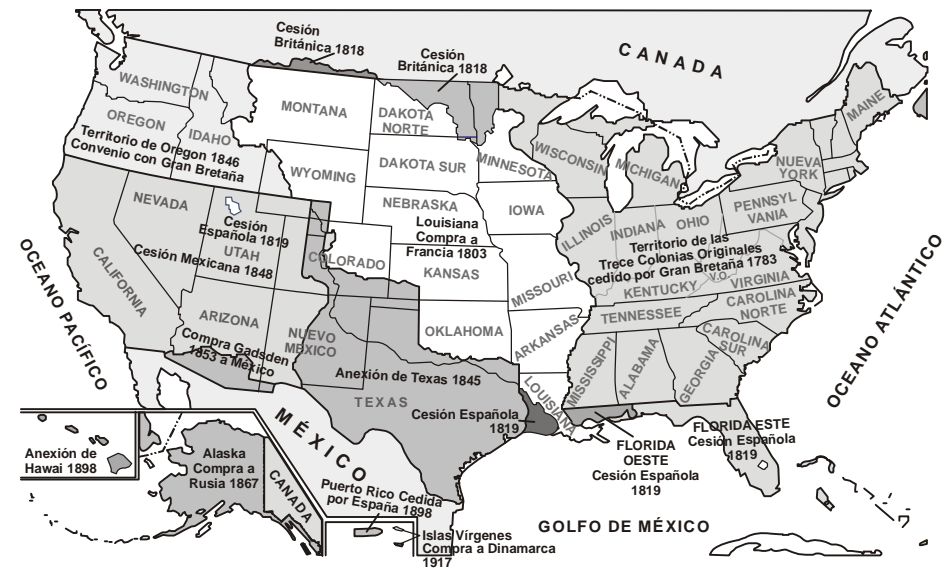 Cesión
Británica 1818
Cesión
Británica 1818
CANADA
WASHINGTON
MONTANA
DAKOTA
NORTE
MAINE
OREGON
IDAHO
Territorio de Oregon 1846
Convenio con Gran Bretaña
WYOMING
DAKOTA SUR
MINNESOTA
WISCONSIN
MICHIGAN
NUEVA
YORK
NEVADA
NEBRASKA
IOWA
PENNSYL
VANIA
Cesión
Española 1819
UTAH
Cesión Mexicana 1848
COLORADO
Louisiana
Compra a
Francia 1803
KANSAS
ILLINOIS
INDIANA
OHIO
Territorio de las
Trece Colonias Originales
cedido por Gran Bretaña 1783
V.O.
VIRGINIA
KENTUCKY
MISSOURI
CALIFORNIA
OCEANO PACÍFICO
OCEANO ATLÁNTICO
ARIZONA
NUEVO
MÉXICO
Compra Gadsden
1853 a México
OKLAHOMA
ARKANSAS
TENNESSEE
CAROLINA
NORTE
CAROLINA
SUR
MISSISSIPPI
ALABAMA
GEORGIA
Anexión de Texas 1845
TEXAS
LOUISIANA
Cesión Española
1819
FLORIDA
OESTE
Cesión Española
1819
FLORIDA ESTE
Cesión Española
1819
MÉXICO
Anexión de
Hawai 1898
Alaska
Compra a
Rusia 1867
CANADA
Puerto Rico Cedida
por España 1898
Islas Vírgenes
Compra a Dinamarca
1917
GOLFO DE MÉXICO